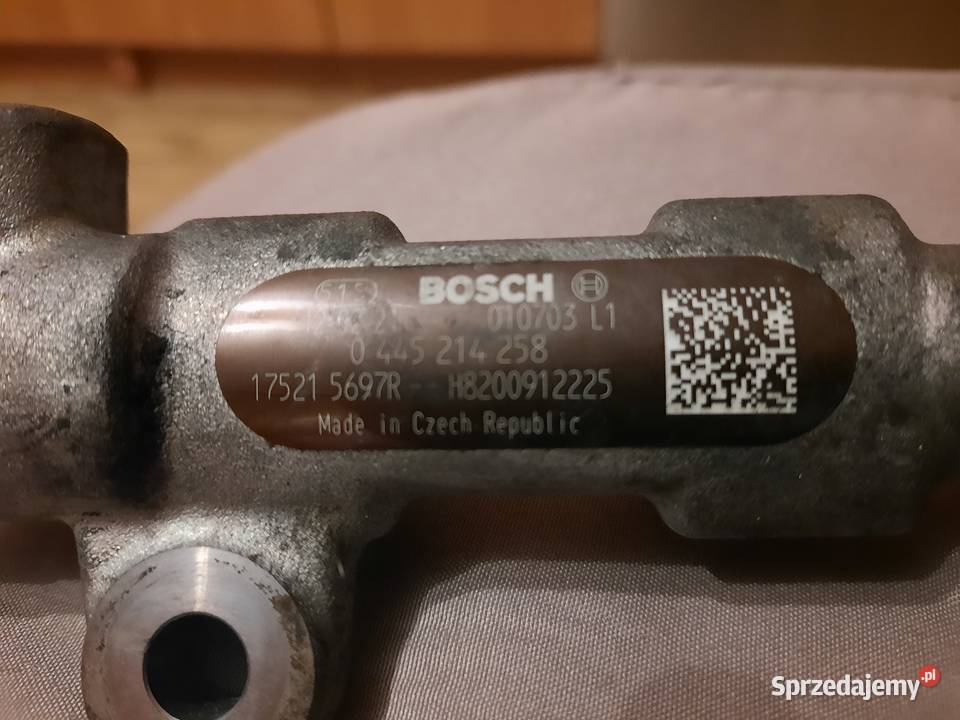 BOSCH
010703 L1
0 445 214 258
17521 5697R -- H8200912225
Made in Czech Republic
Sprzedajemy.pl